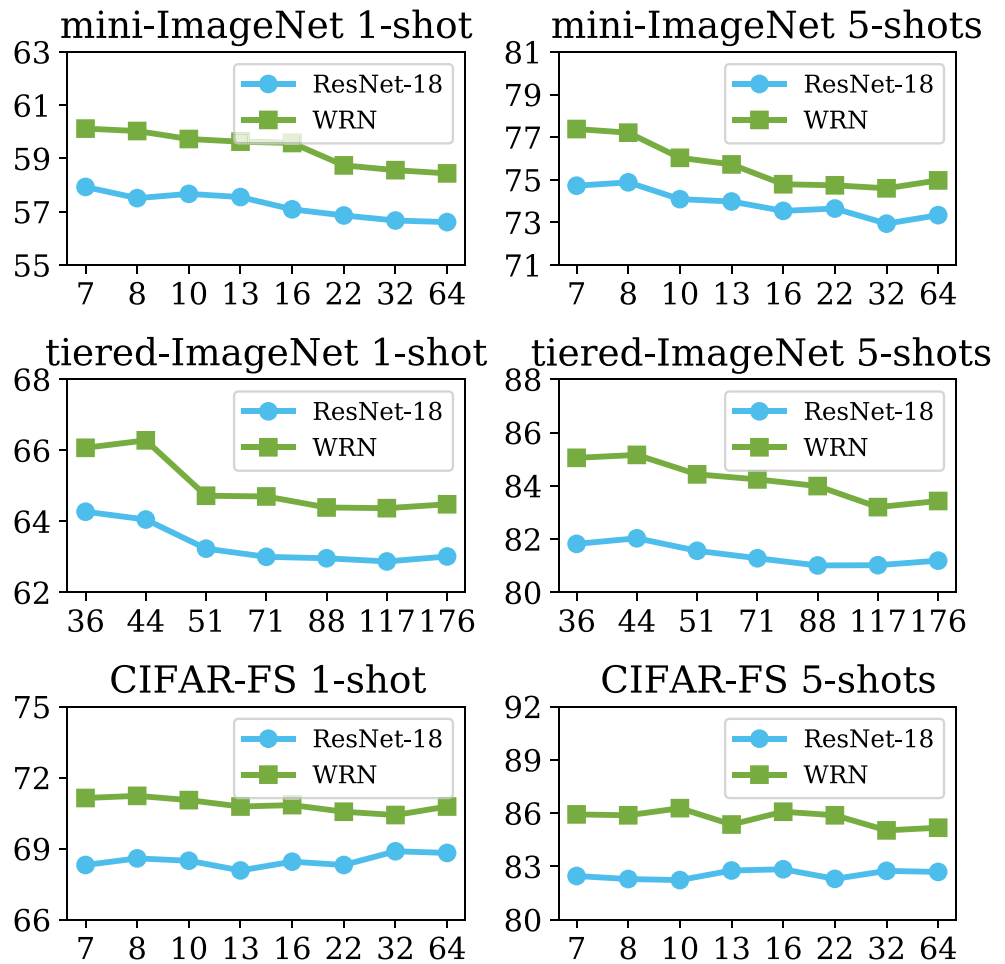 mini-ImageNet 1-shot
63
61
59
57
55
ResNet-18
WRN
7 8 10 13 16 22 32 64
mini-ImageNet 5-shots
81
79
77
75
73
71
ResNet-18
WRN
7 8 10 13 16 22 32 64
tiered-ImageNet 1-shot
68
66
64
62
ResNet-18
WRN
36 44 51 71 88 117 176
tiered-ImageNet 5-shots
88
86
84
82
80
ResNet-18
WRN
36 44 51 71 88 117 176
CIFAR-FS 1-shot
75
72
69
66
ResNet-18
WRN
7 8 10 13 16 22 32 64
CIFAR-FS 5-shots
92
89
86
83
80
ResNet-18
WRN
7 8 10 13 16 22 32 64